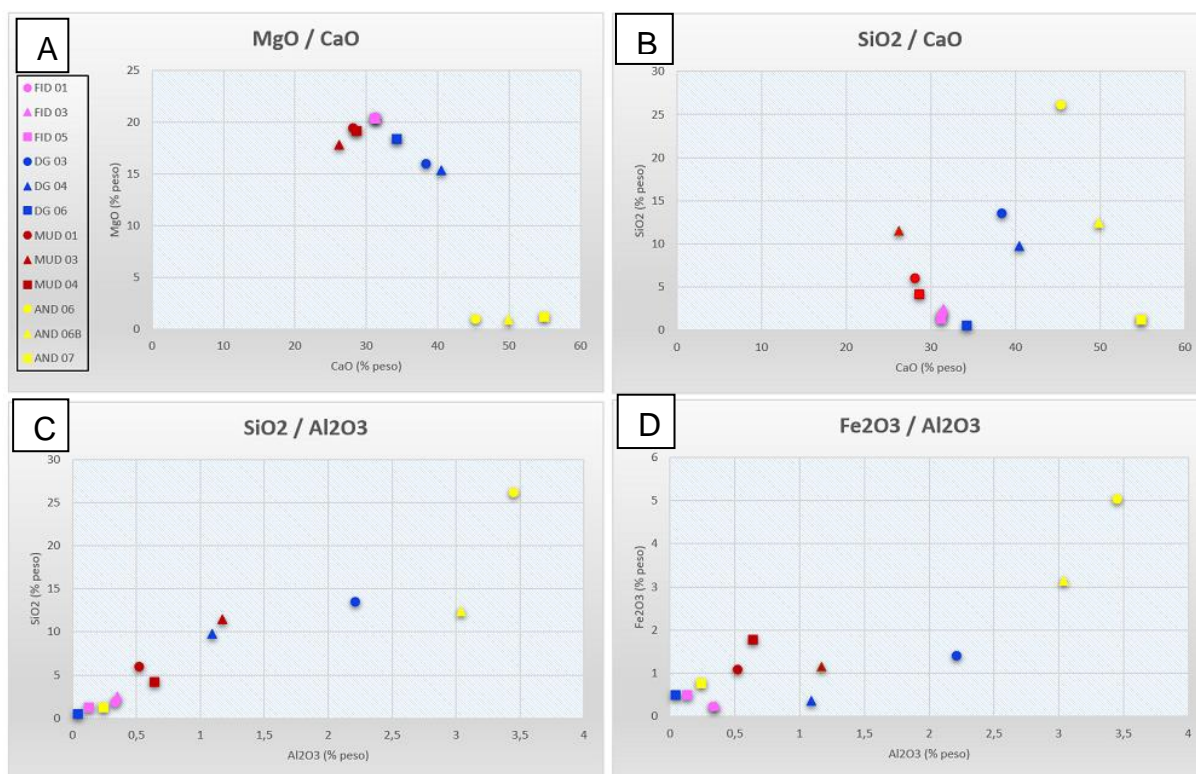 A
MgO / CaO
FID 01
FID 03
FID 05
DG 03
DG 04
DG 06
MUD 01
MUD 03
MUD 04
AND 06
AND 06B
AND 07
25
20
15
10
5
0
MgO (% peso)
0 10 20 30 40 50 60
CaO (% peso)
B
SiO2 / CaO
30
25
20
15
10
5
0
SiO2 (% peso)
0 10 20 30 40 50 60
CaO (% peso)
C
SiO2 / Al2O3
30
25
20
15
10
5
0
SiO2 (% peso)
0 0,5 1 1,5 2 2,5 3 3,5 4
Al2O3 (% peso)
D
Fe2O3 / Al2O3
6
5
4
3
2
1
0
Fe2O3 (% peso)
0 0,5 1 1,5 2 2,5 3 3,5 4
Al2O3 (% peso)